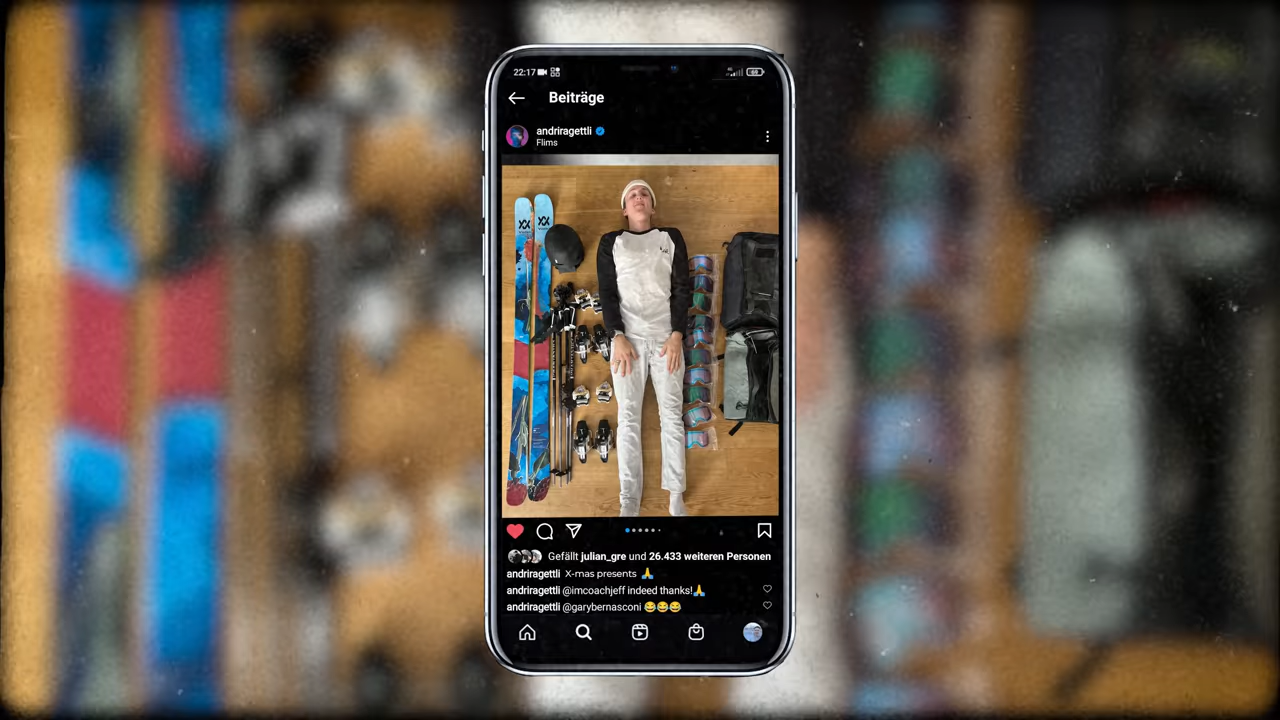 22:17
69
Beiträge
andriragettli
Flims
Gefällt julian_gre und 26.433 weiteren Personen
andriragettli X-mas presents 🙏
andriragettli @imcoachjeff indeed thanks!🙏
andriragettli @garybernasconi 😂😂😂